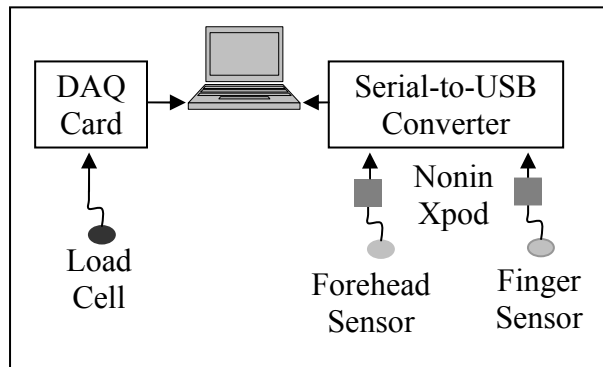 DAQ
Card
Serial-to-USB
Converter
Nonin
Xpod
Load
Cell
Forehead
Sensor
Finger
Sensor